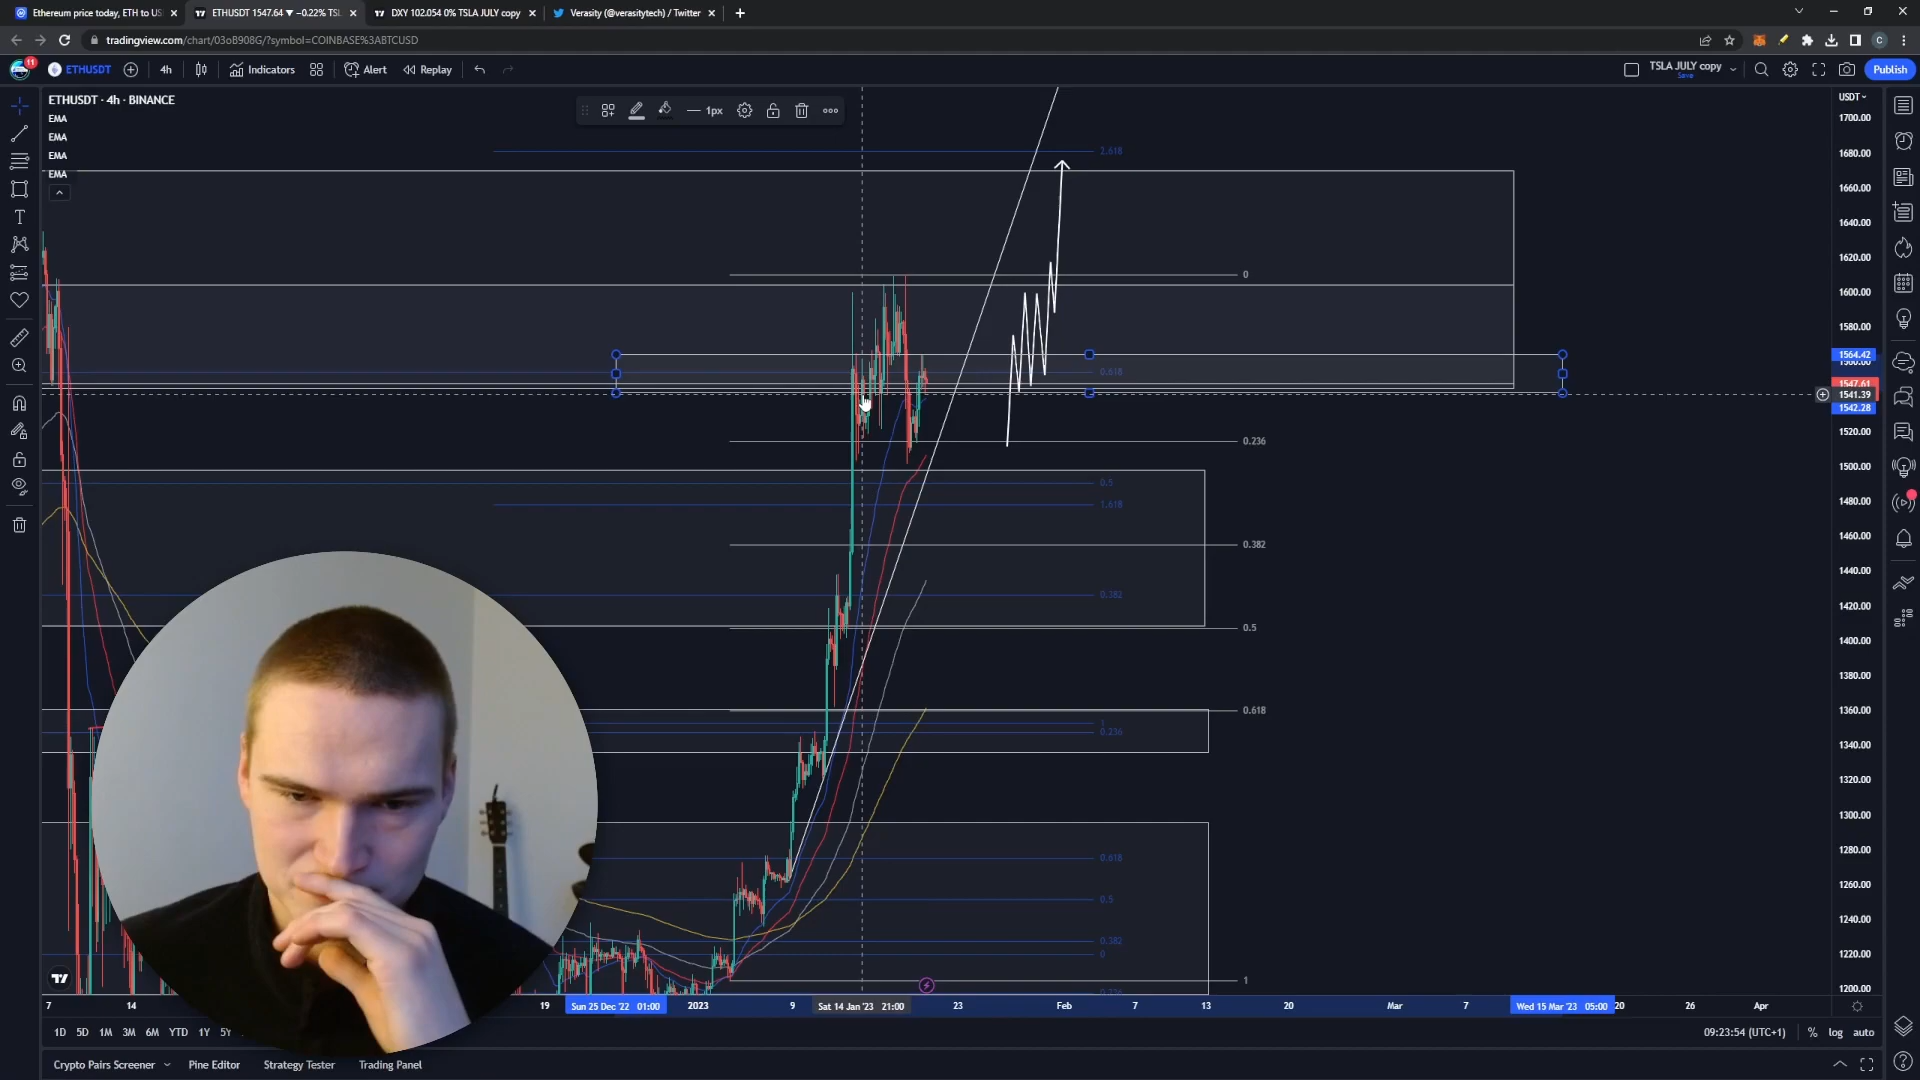 Ethereum price today, ETH to US
ETHUSDT 1547.64 ▼ −0.22% TSL
DXY 102.054 0% TSLA JULY copy
Verasity (@verasitytech) / Twitter
tradingview.com/chart/03oB908G/?symbol=COINBASE%3ABTCUSD
11
ETHUSDT
4h
Indicators
Alert
Replay
TSLA JULY copy
Save
Publish
ETHUSDT · 4h · BINANCE
EMA
EMA
EMA
EMA
1px
USDT
1700.00
1680.00
1660.00
1640.00
1620.00
1600.00
1580.00
1564.42
1547.61
1541.39
1542.28
1520.00
1500.00
1480.00
1460.00
1440.00
1420.00
1400.00
1380.00
1360.00
1340.00
1320.00
1300.00
1280.00
1260.00
1240.00
1220.00
1200.00
2.618
0
0.618
0.236
0.5
1.618
0.382
0.382
0.5
0.618
1
0.236
0.618
0.5
0.382
0
1
7
14
19
Sun 25 Dec '22 01:00
2023
9
Sat 14 Jan '23 21:00
23
Feb
7
13
20
Mar
7
Wed 15 Mar '23 05:00
20
26
Apr
1D
5D
1M
3M
6M
YTD
1Y
5Y
09:23:54 (UTC+1)
%
log
auto
Crypto Pairs Screener
Pine Editor
Strategy Tester
Trading Panel